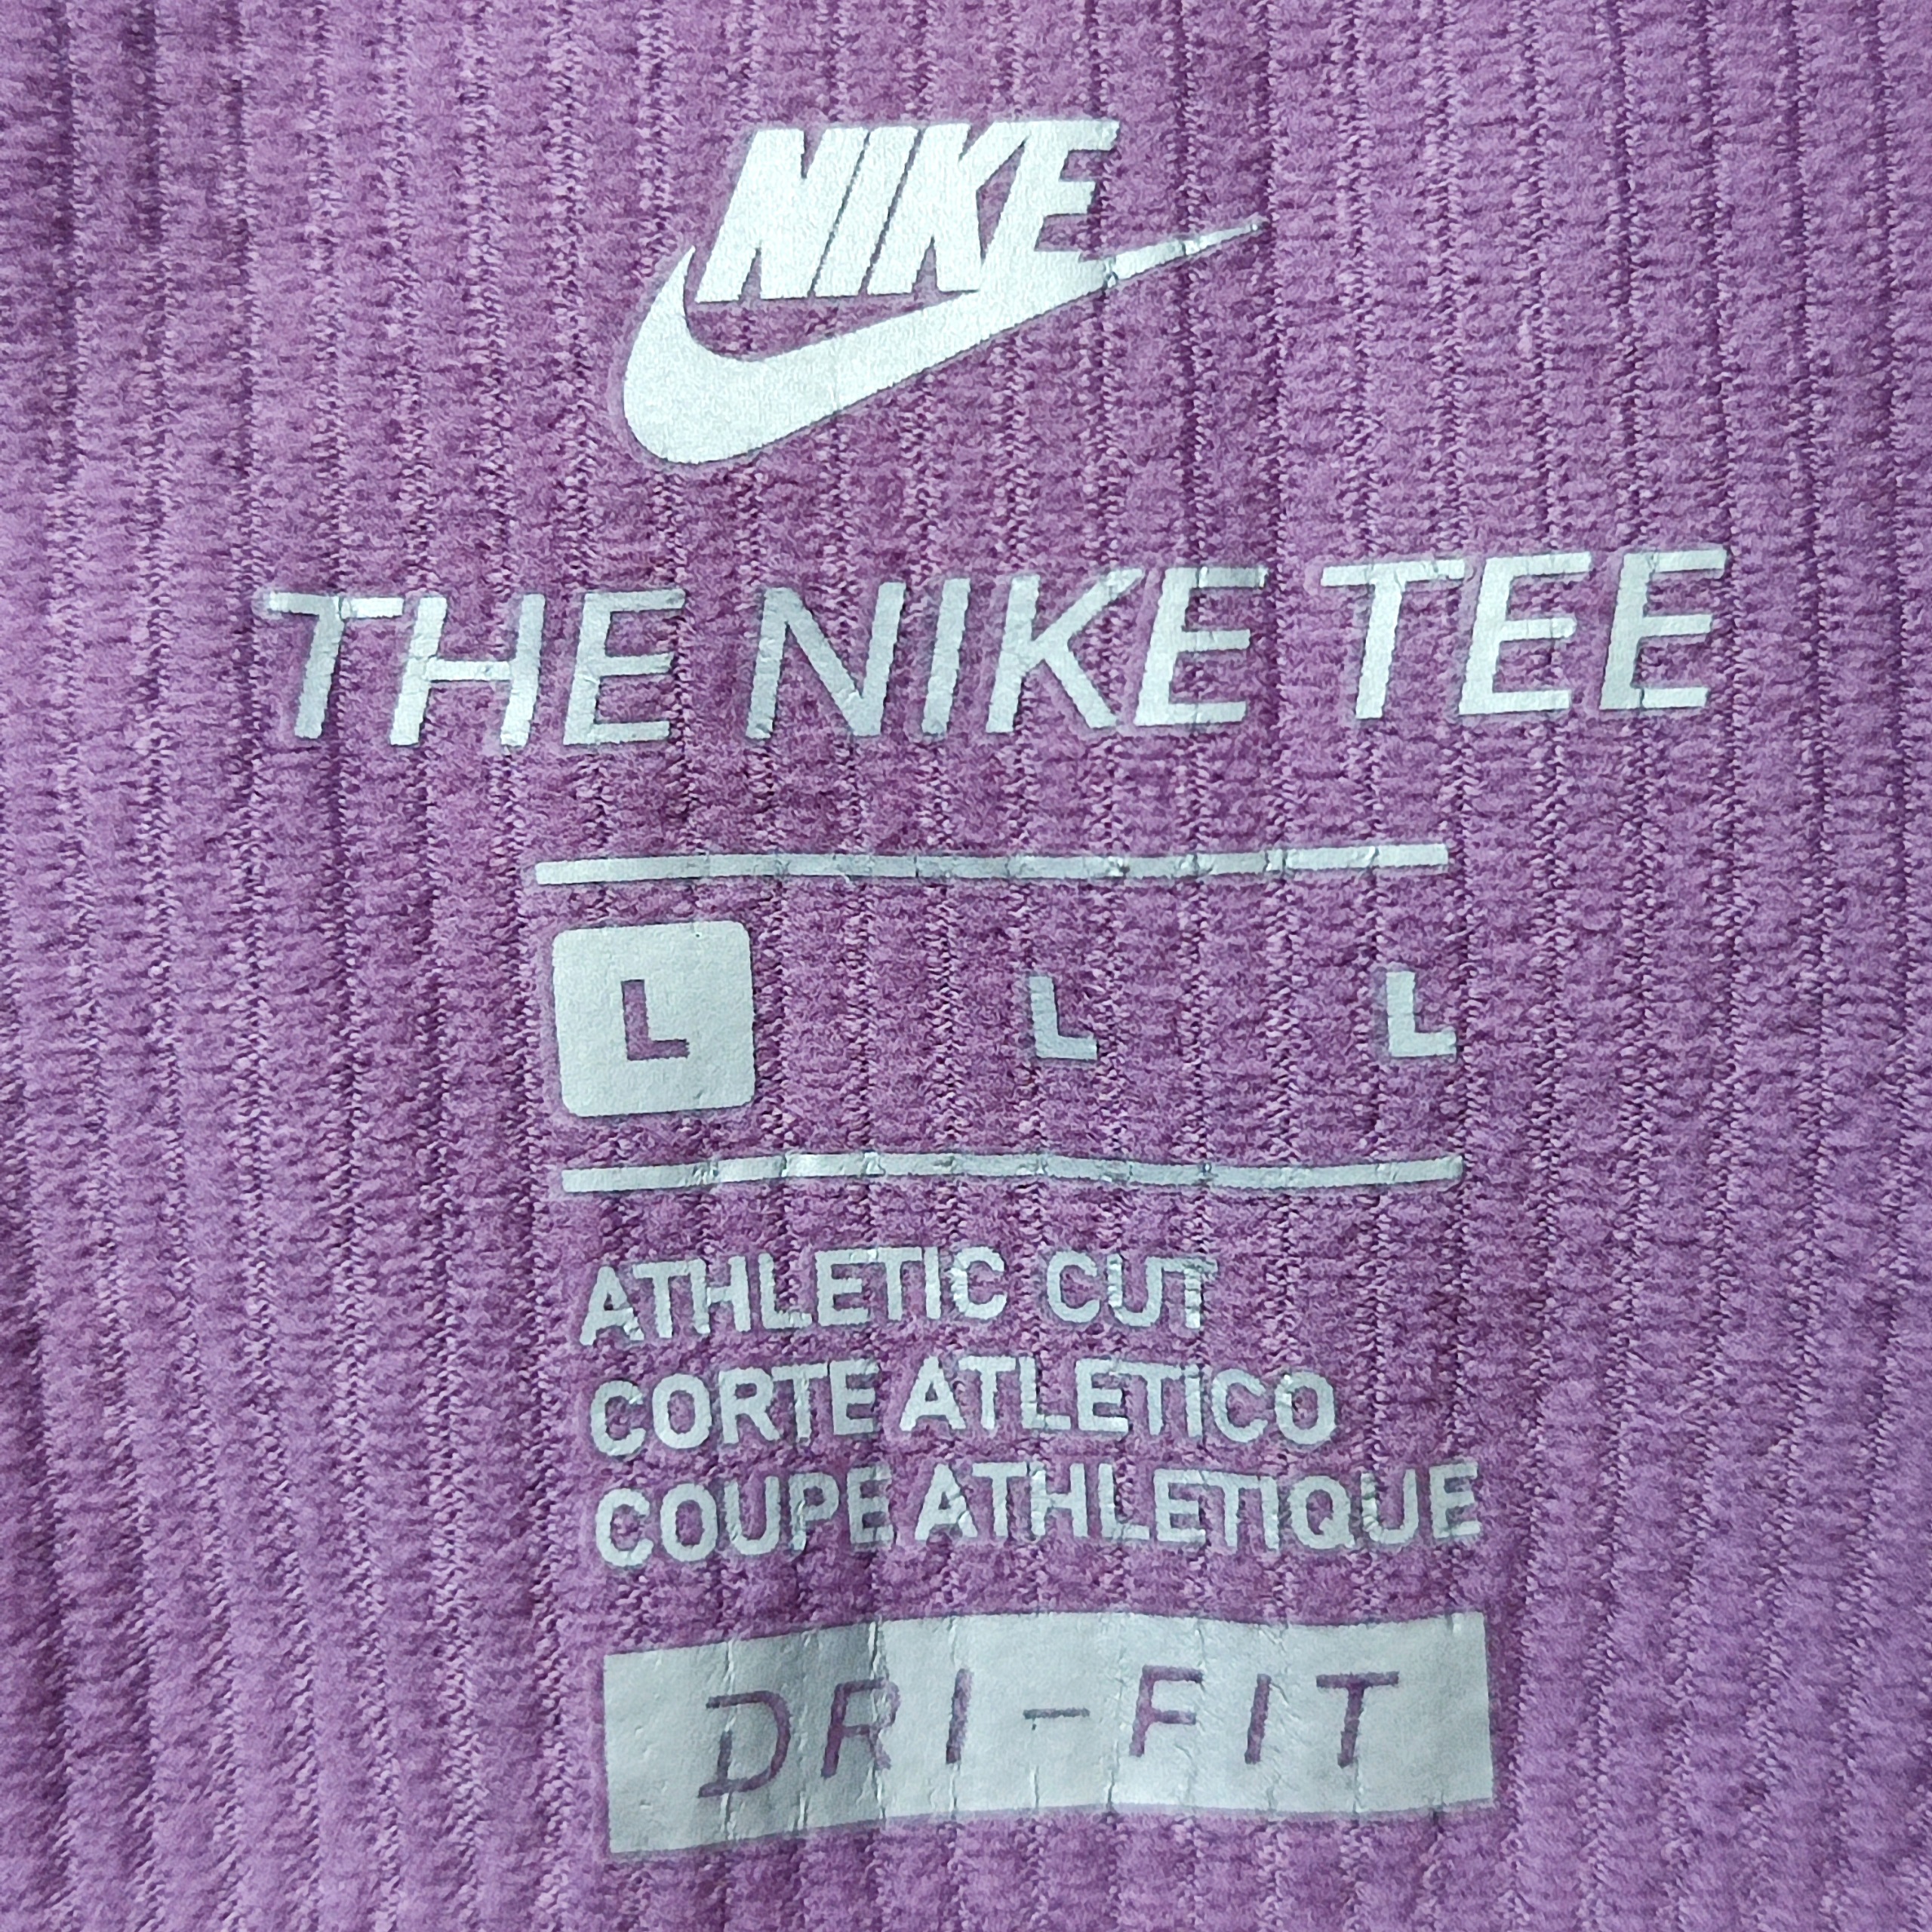 NIKE
THE NIKE TEE
L L L
ATHLETIC CUT
CORTE ATLETICO
COUPE ATHLETIQUE
DRI-FIT